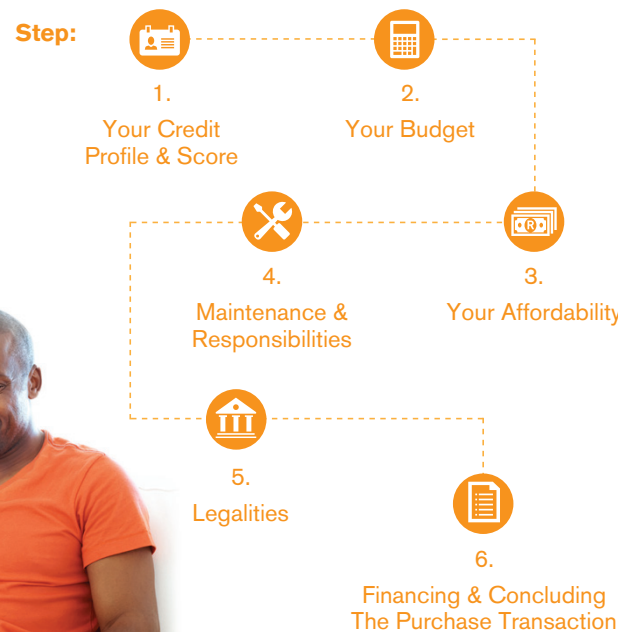 Step:
1.
Your Credit
Profile & Score
2.
Your Budget
3.
Your Affordability
4.
Maintenance &
Responsibilities
5.
Legalities
6.
Financing & Concluding
The Purchase Transaction